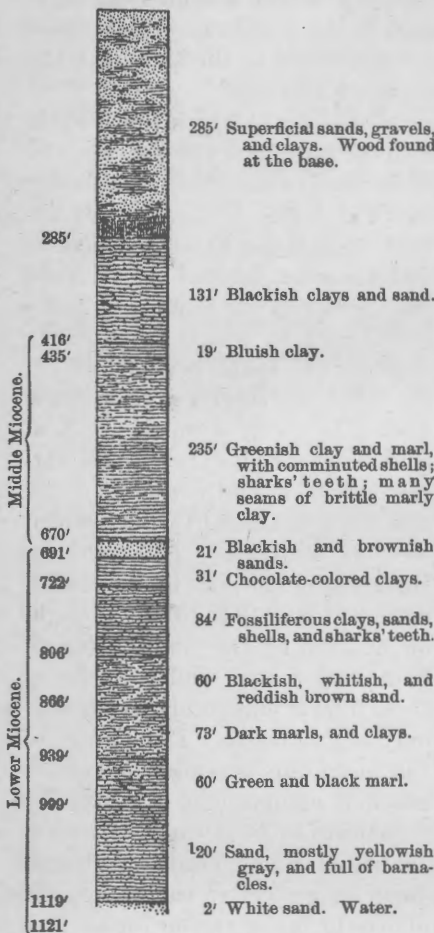 285' Superficial sands, gravels,
and clays. Wood found
at the base.
285'
131' Blackish clays and sand.
416'
435'
19' Bluish clay.
Middle Miocene.
235' Greenish clay and marl,
with comminuted shells;
sharks' teeth; many
seams of brittle marly
clay.
670'
691'
21' Blackish and brownish
sands.
722'
31' Chocolate-colored clays.
84' Fossiliferous clays, sands,
shells, and sharks' teeth.
806'
Lower Miocene.
60' Blackish, whitish, and
reddish brown sand.
866'
73' Dark marls, and clays.
939'
60' Green and black marl.
999'
120' Sand, mostly yellowish
gray, and full of barna-
cles.
1119'
2' White sand. Water.
1121'